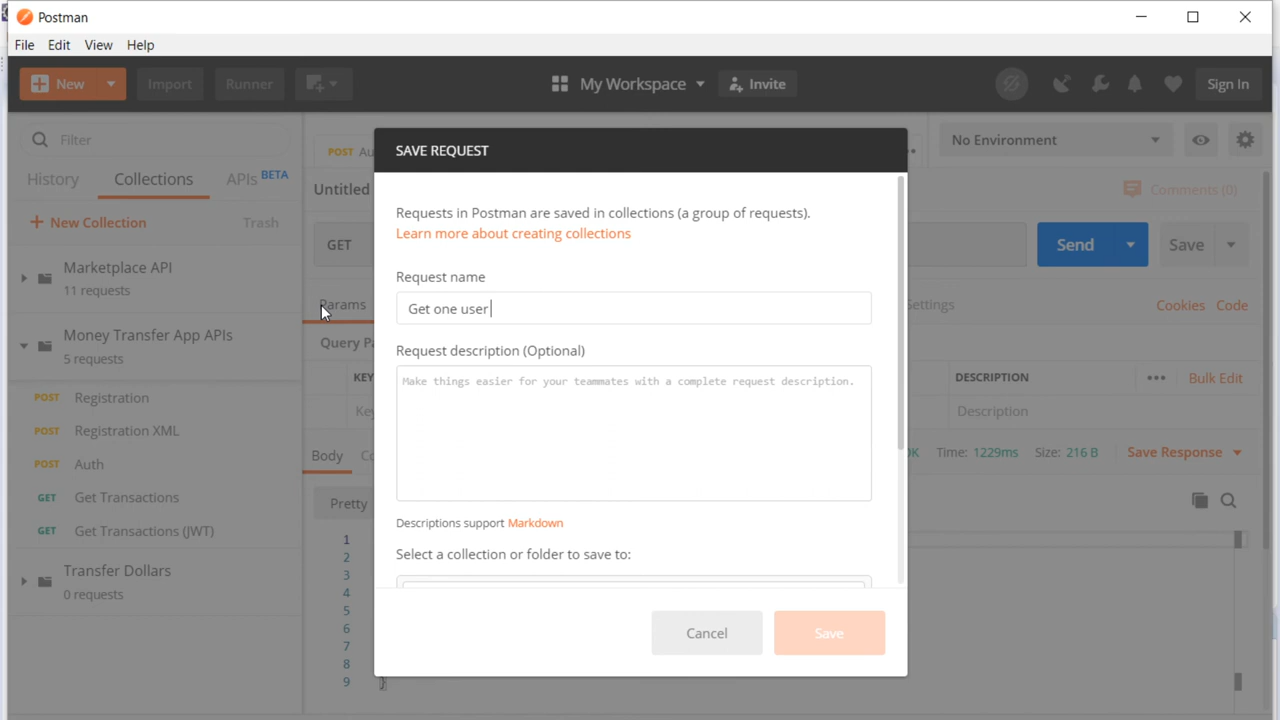 Postman
File Edit View Help
New Import Runner My Workspace Invite Sign In
Filter
History Collections APIs BETA
+ New Collection Trash
Marketplace API
11 requests
Money Transfer App APIs
5 requests
POST Registration
POST Registration XML
POST Auth
GET Get Transactions
GET Get Transactions (JWT)
Transfer Dollars
0 requests
POST
No Environment
Untitled
Comments (0)
GET
Send Save
Params
Cookies Code
Query
KEY
DESCRIPTION
Bulk Edit
Description
Body
Time: 1229ms Size: 216 B Save Response
Pretty
1
2
3
4
5
6
7
8
9 }
SAVE REQUEST
Requests in Postman are saved in collections (a group of requests).
Learn more about creating collections
Request name
Get one user
Request description (Optional)
Make things easier for your teammates with a complete request description.
Descriptions support Markdown
Select a collection or folder to save to:
Cancel Save